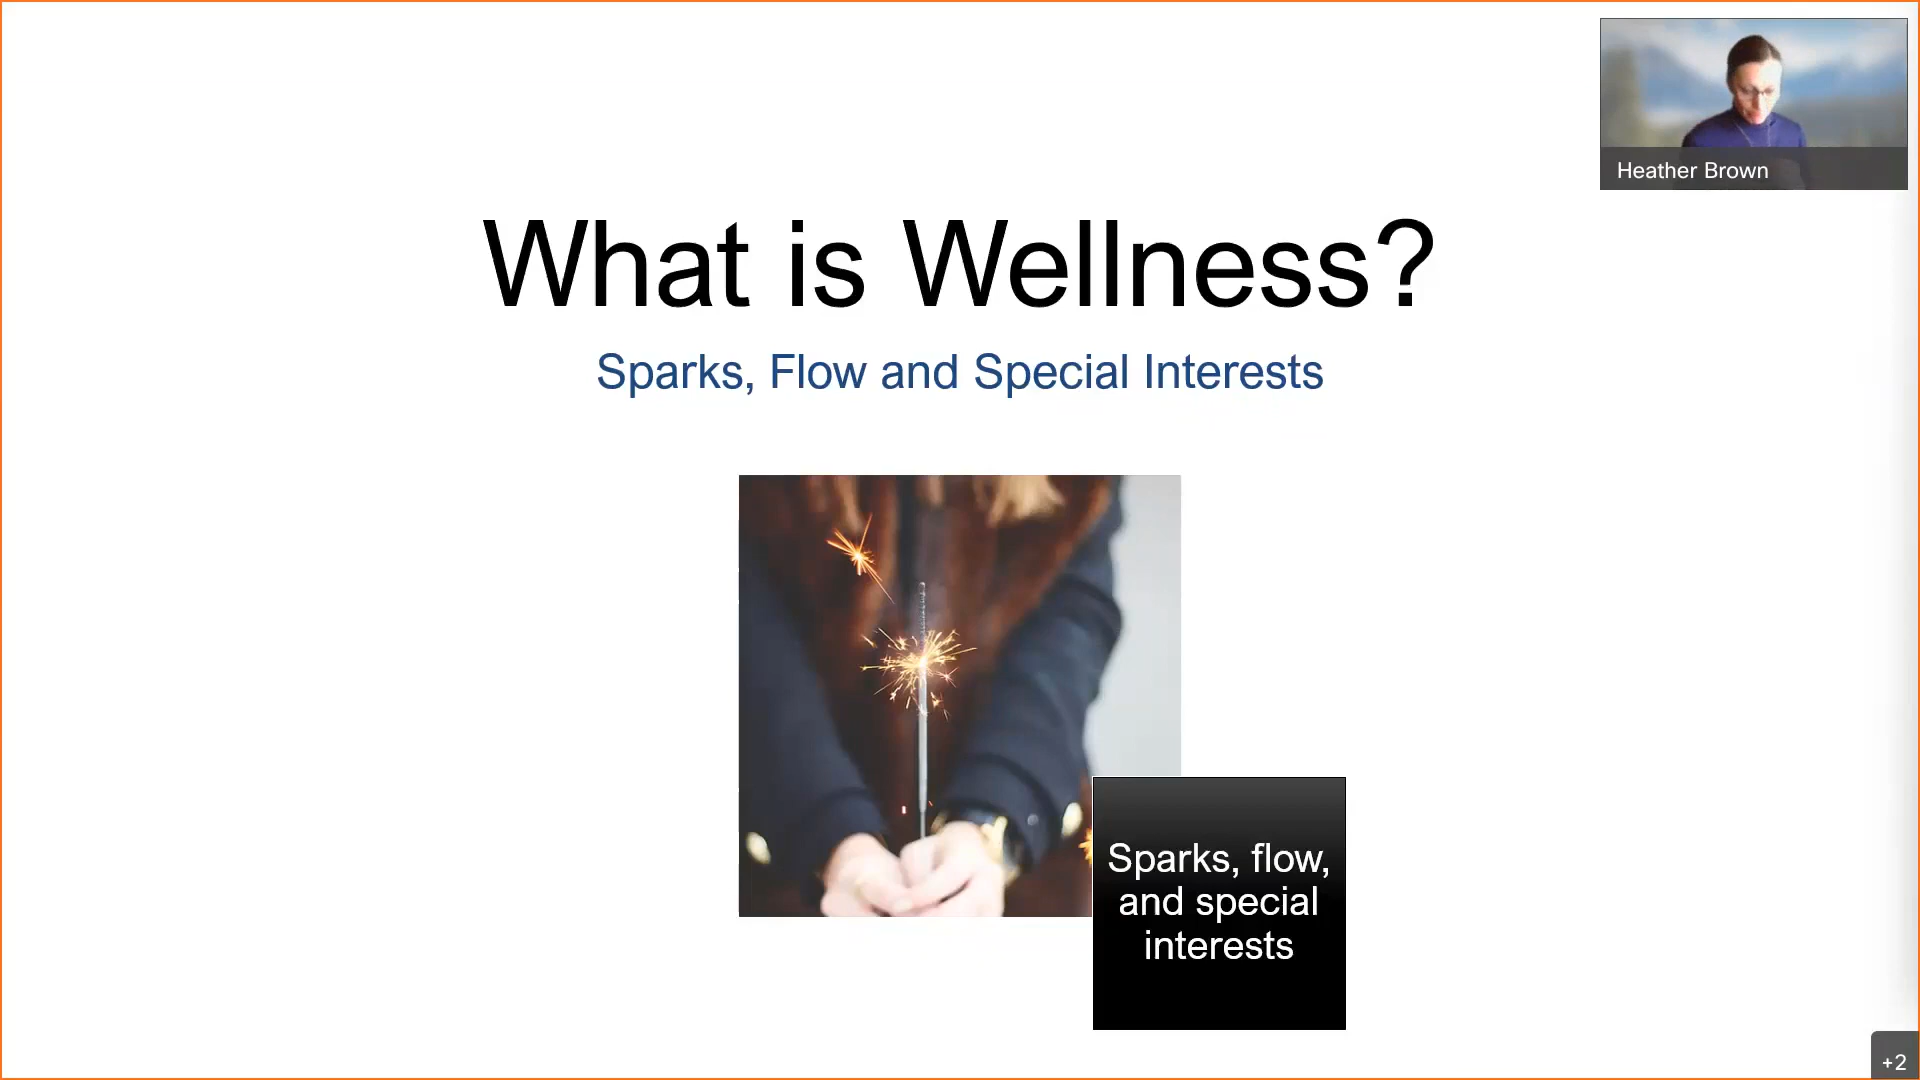 Heather Brown
What is Wellness?
Sparks, Flow and Special Interests
Sparks, flow,
and special
interests
+2